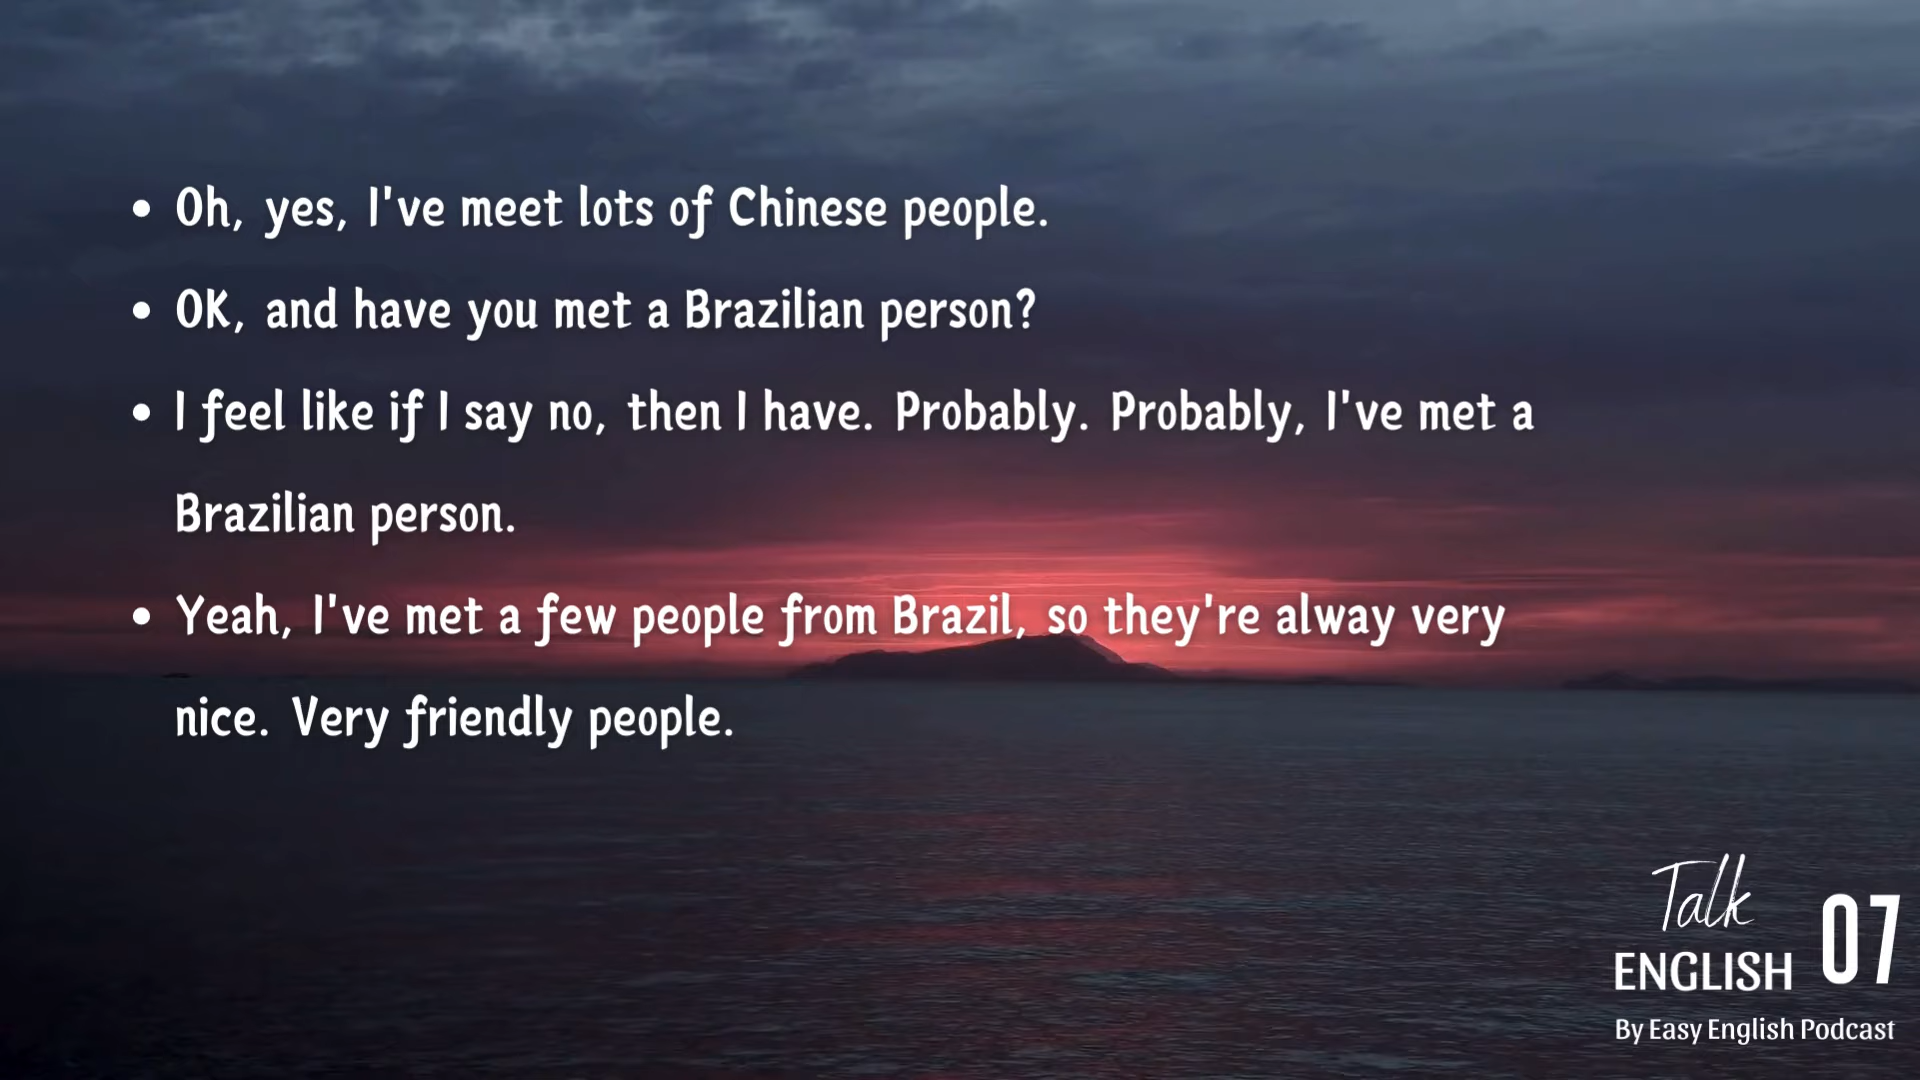 • Oh, yes, I've meet lots of Chinese people.
• OK, and have you met a Brazilian person?
• I feel like if I say no, then I have. Probably. Probably, I've met a
Brazilian person.
• Yeah, I've met a few people from Brazil, so they're alway very
nice. Very friendly people.
Talk
ENGLISH 07
By Easy English Podcast